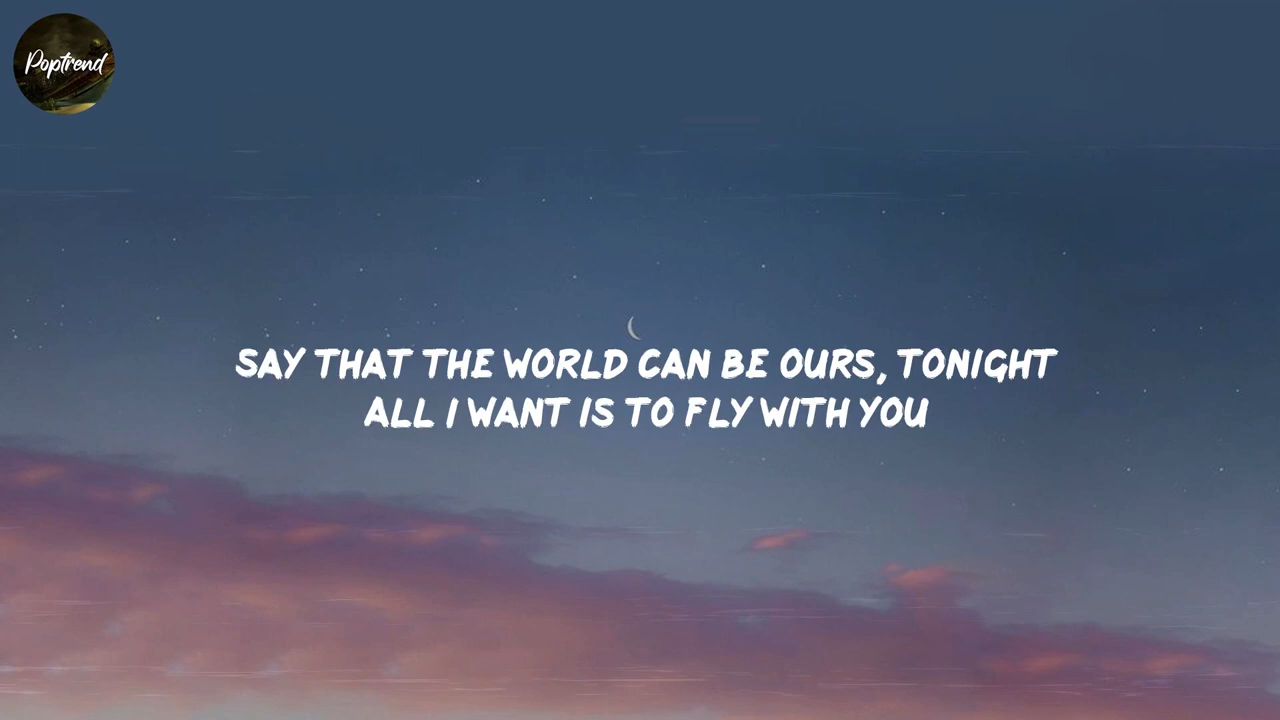 Poptrend
SAY THAT THE WORLD CAN BE OURS, TONIGHT
ALL I WANT IS TO FLY WITH YOU